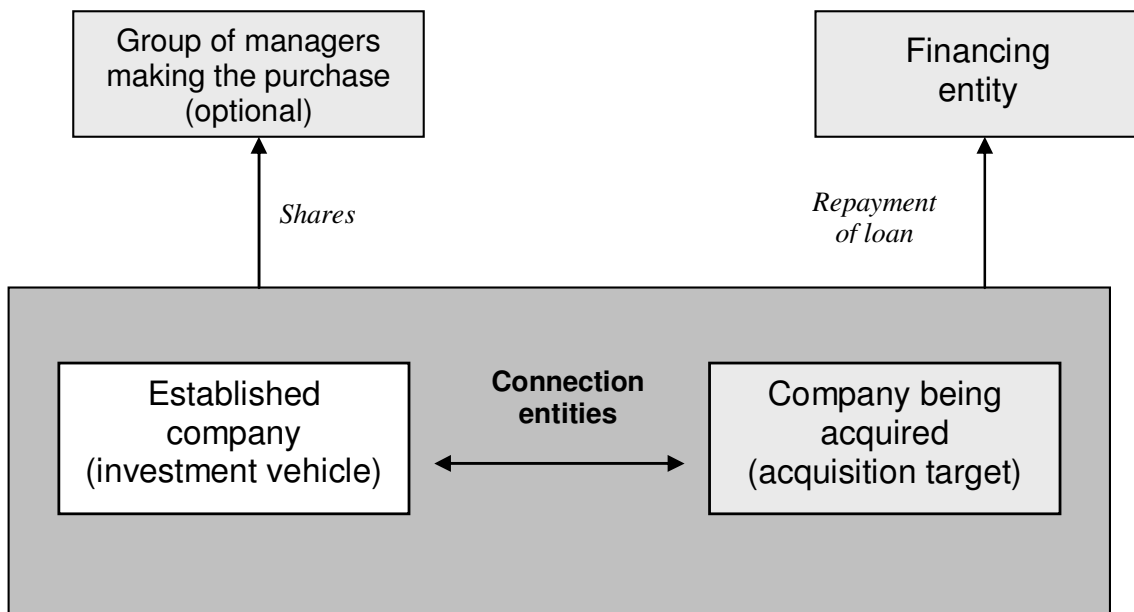 Group of managers
making the purchase
(optional)
Financing
entity
Shares
Repayment
of loan
Established
company
(investment vehicle)
Connection
entities
Company being
acquired
(acquisition target)